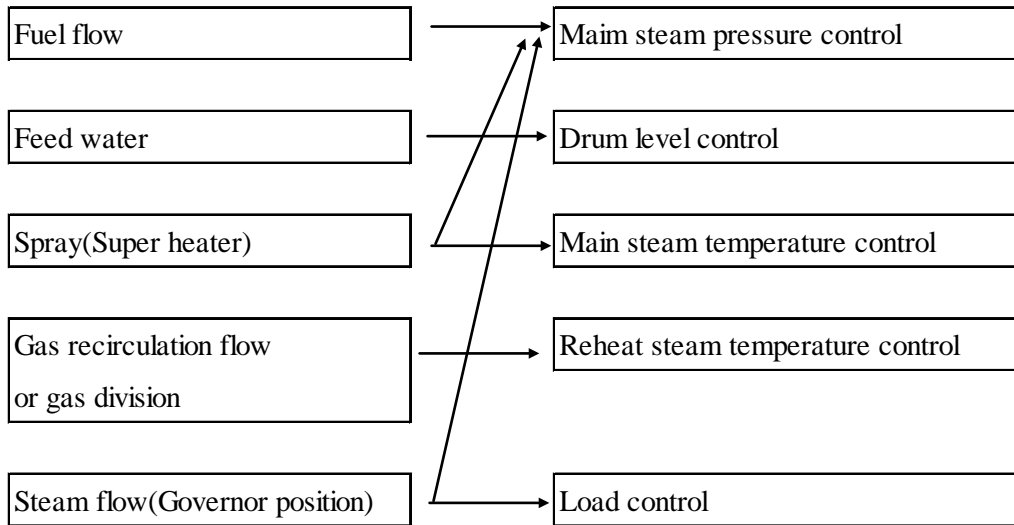 Fuel flow
Maim steam pressure control
Feed water
Drum level control
Spray(Super heater)
Main steam temperature control
Gas recirculation flow
or gas division
Reheat steam temperature control
Steam flow(Governor position)
Load control